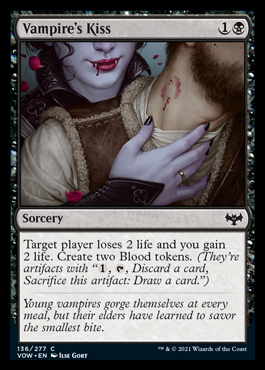 Vampire's Kiss 1
Sorcery
Target player loses 2 life and you gain
2 life. Create two Blood tokens. (They're
artifacts with “1, , Discard a card,
Sacrifice this artifact: Draw a card.”)
Young vampires gorge themselves at every
meal, but their elders have learned to savor
the smallest bite.
136/277 C
VOW • EN ILSE GORT ™ & © 2021 Wizards of the Coast